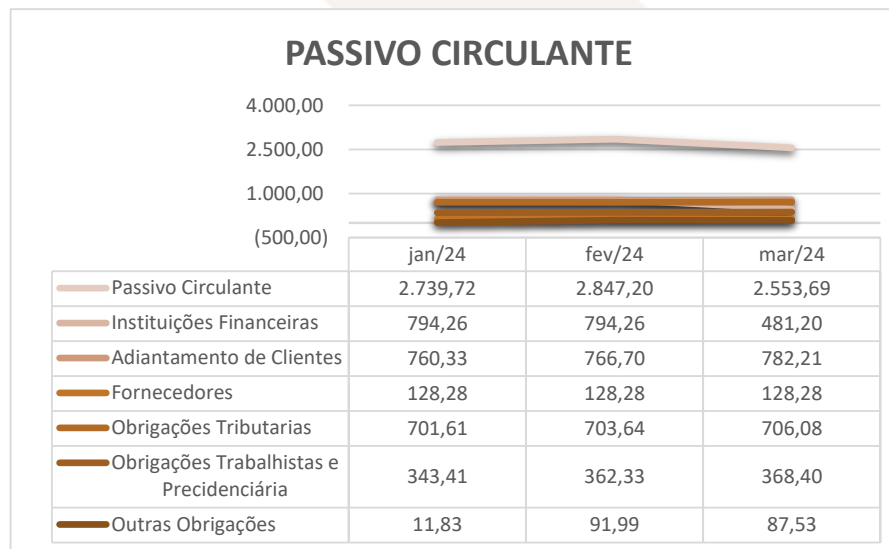 PASSIVO CIRCULANTE
4.000,00
2.500,00
1.000,00
(500,00)
jan/24 fev/24 mar/24
Passivo Circulante 2.739,72 2.847,20 2.553,69
Instituições Financeiras 794,26 794,26 481,20
Adiantamento de Clientes 760,33 766,70 782,21
Fornecedores 128,28 128,28 128,28
Obrigações Tributarias 701,61 703,64 706,08
Obrigações Trabalhistas e
Precidenciária 343,41 362,33 368,40
Outras Obrigações 11,83 91,99 87,53